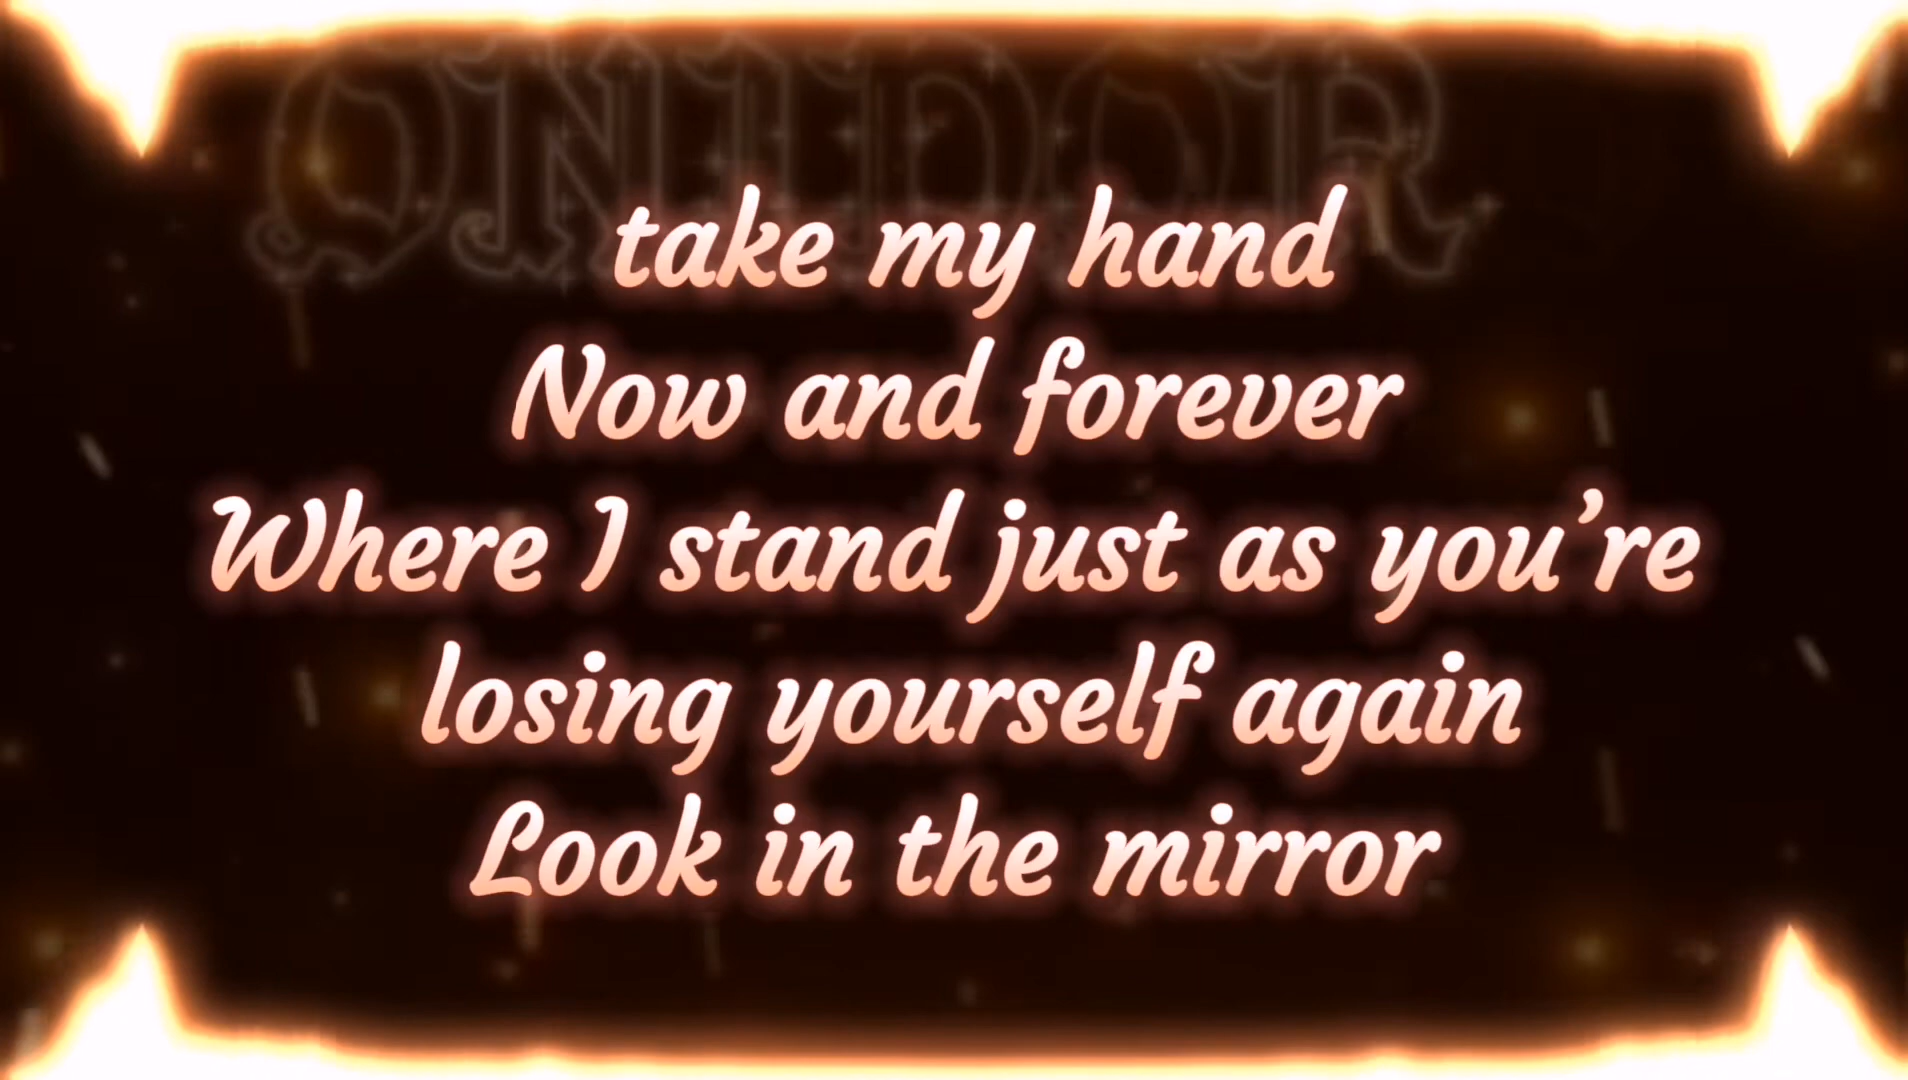 ONIDOR
take my hand
Now and forever
Where I stand just as you’re
losing yourself again
Look in the mirror